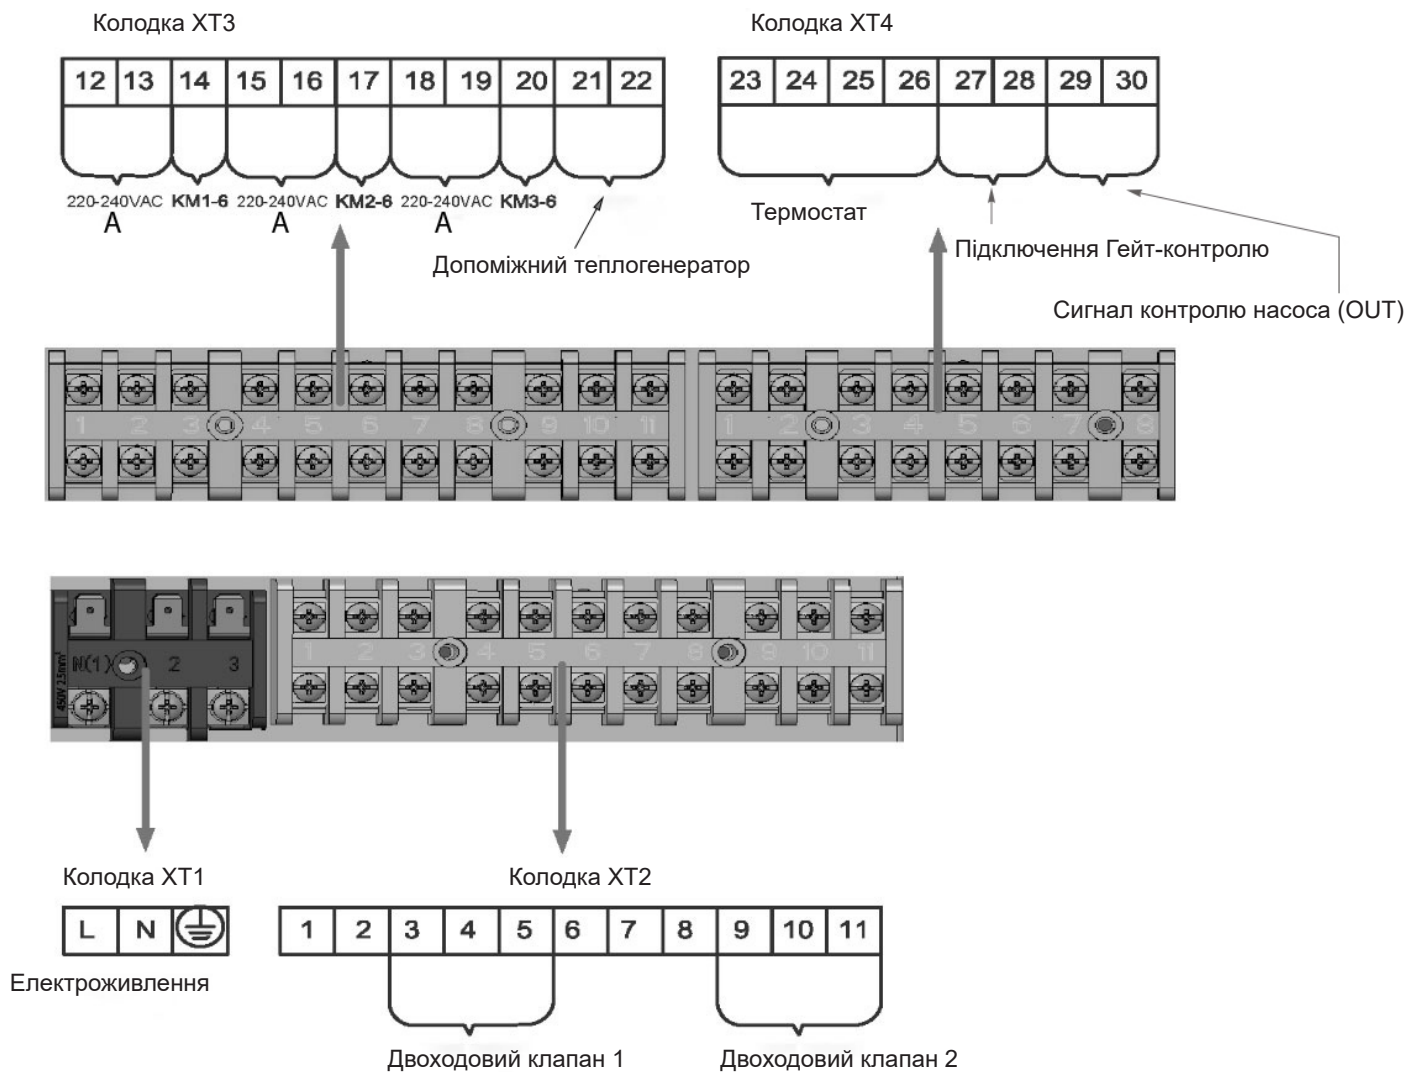 Колодка XT3
Колодка XT4
12 13 14 15 16 17 18 19 20 21 22
23 24 25 26 27 28 29 30
220-240VAC KM1-6 220-240VAC KM2-6 220-240VAC KM3-6
A A A
Термостат
Допоміжний теплогенератор
Підключення Гейт-контролю
Сигнал контролю насоса (OUT)
1 2 3 4 5 6 7 8 9 10 11
1 2 3 4 5 6 7 8
450V 2.5mm²
N(1) 2 3
1 2 3 4 5 6 7 8 9 10 11
Колодка XT1
Колодка XT2
L N
1 2 3 4 5 6 7 8 9 10 11
Електроживлення
Двоходовий клапан 1
Двоходовий клапан 2